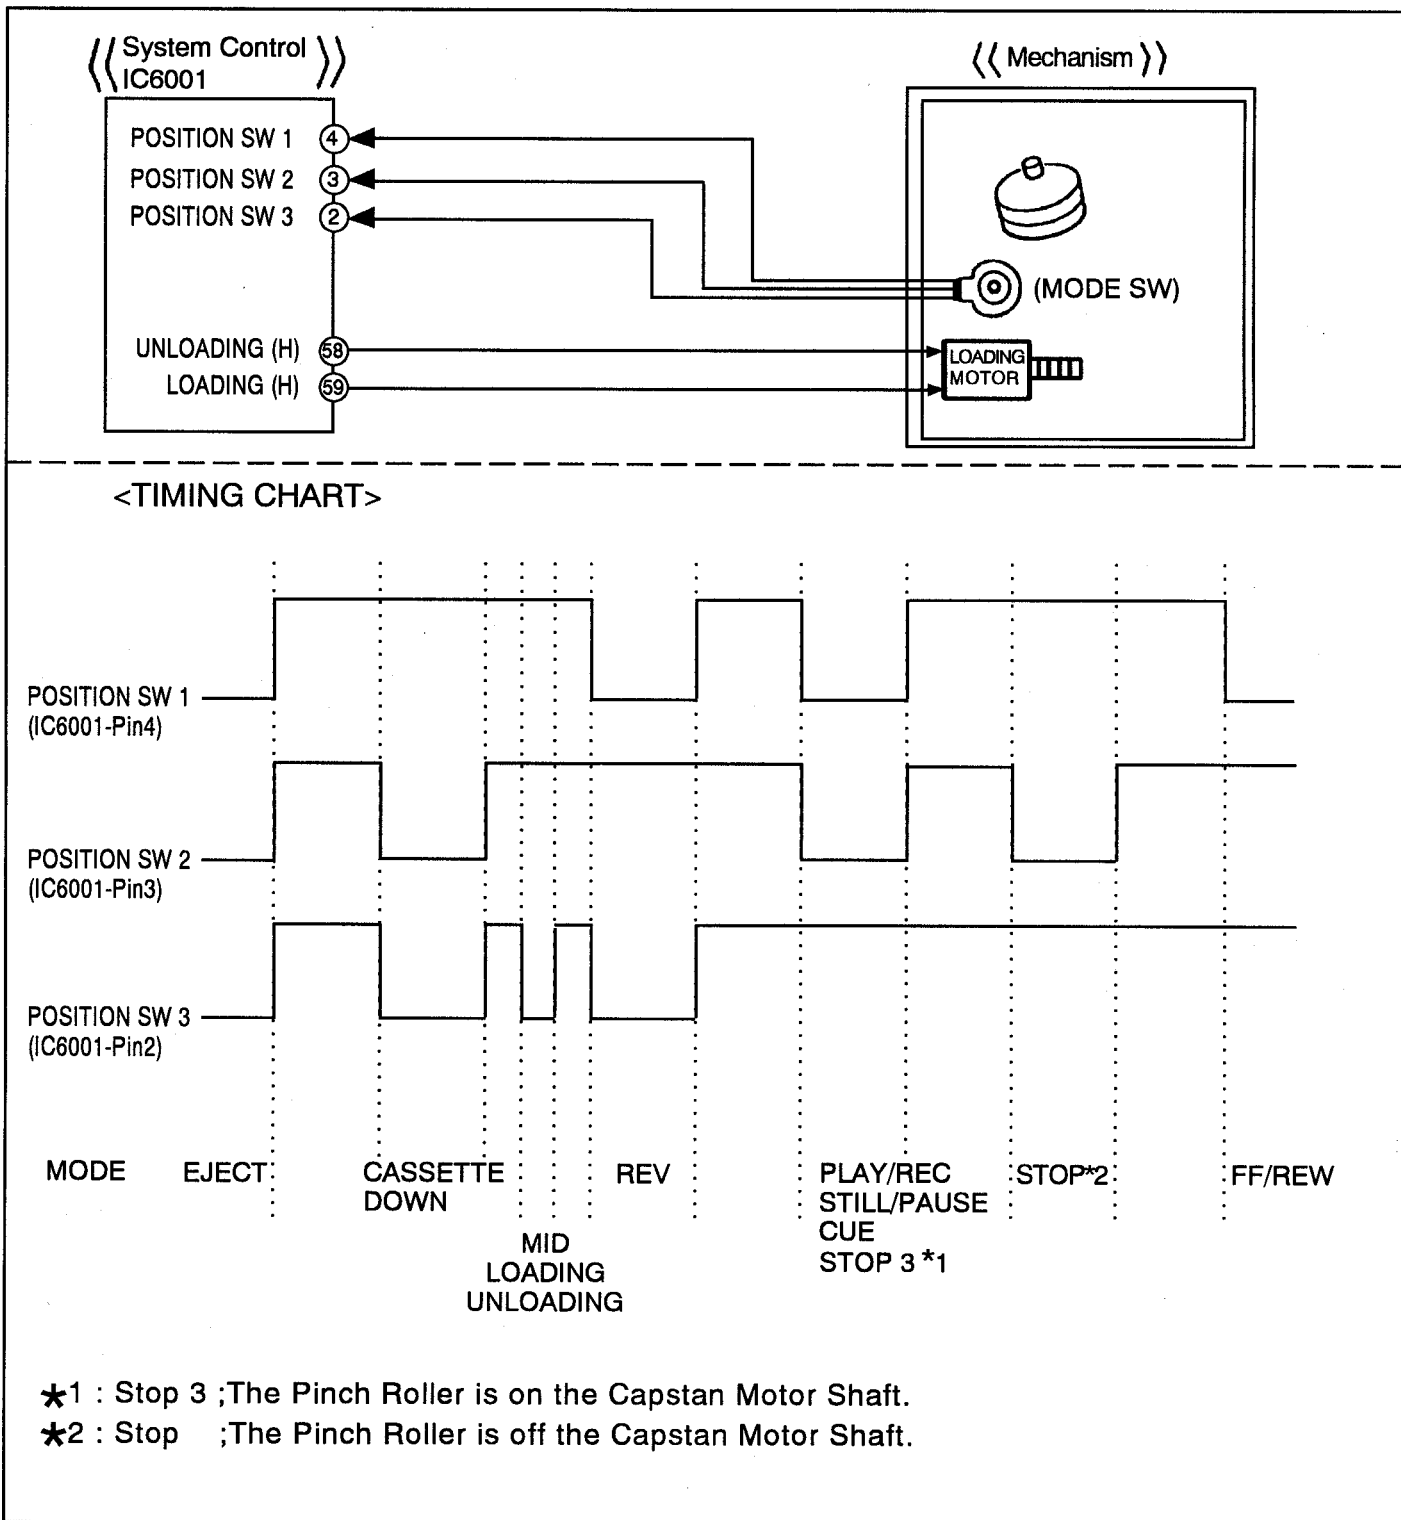 System Control
IC6001
Mechanism
POSITION SW 1
4
POSITION SW 2
3
POSITION SW 3
2
(MODE SW)
UNLOADING (H)
58
LOADING (H)
59
LOADING
MOTOR
<TIMING CHART>
POSITION SW 1
(IC6001-Pin4)
POSITION SW 2
(IC6001-Pin3)
POSITION SW 3
(IC6001-Pin2)
MODE
EJECT
CASSETTE
DOWN
MID
LOADING
UNLOADING
REV
PLAY/REC
STILL/PAUSE
CUE
STOP 3 *1
STOP*2
FF/REW
*1 : Stop 3 ;The Pinch Roller is on the Capstan Motor Shaft.
*2 : Stop ;The Pinch Roller is off the Capstan Motor Shaft.